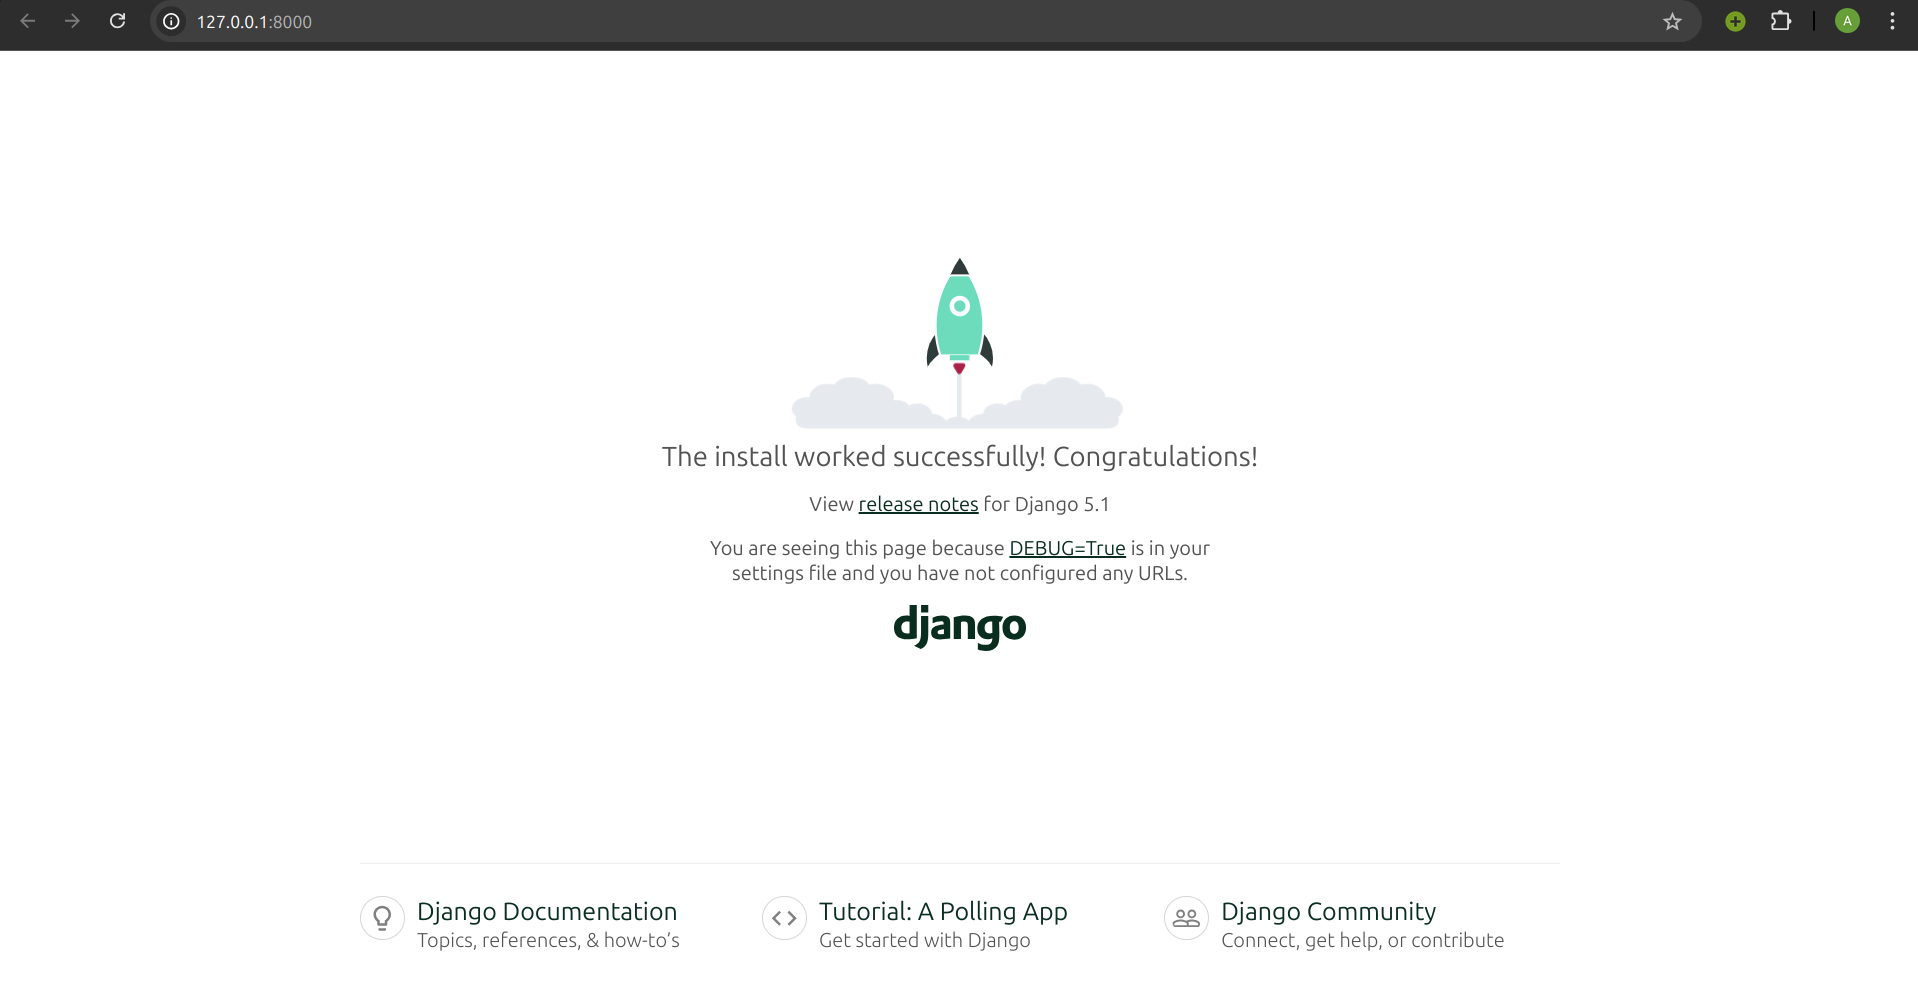 127.0.0.1:8000
A
The install worked successfully! Congratulations!
View release notes for Django 5.1
You are seeing this page because DEBUG=True is in your
settings file and you have not configured any URLs.
django
Django Documentation
Topics, references, & how-to’s
Tutorial: A Polling App
Get started with Django
Django Community
Connect, get help, or contribute